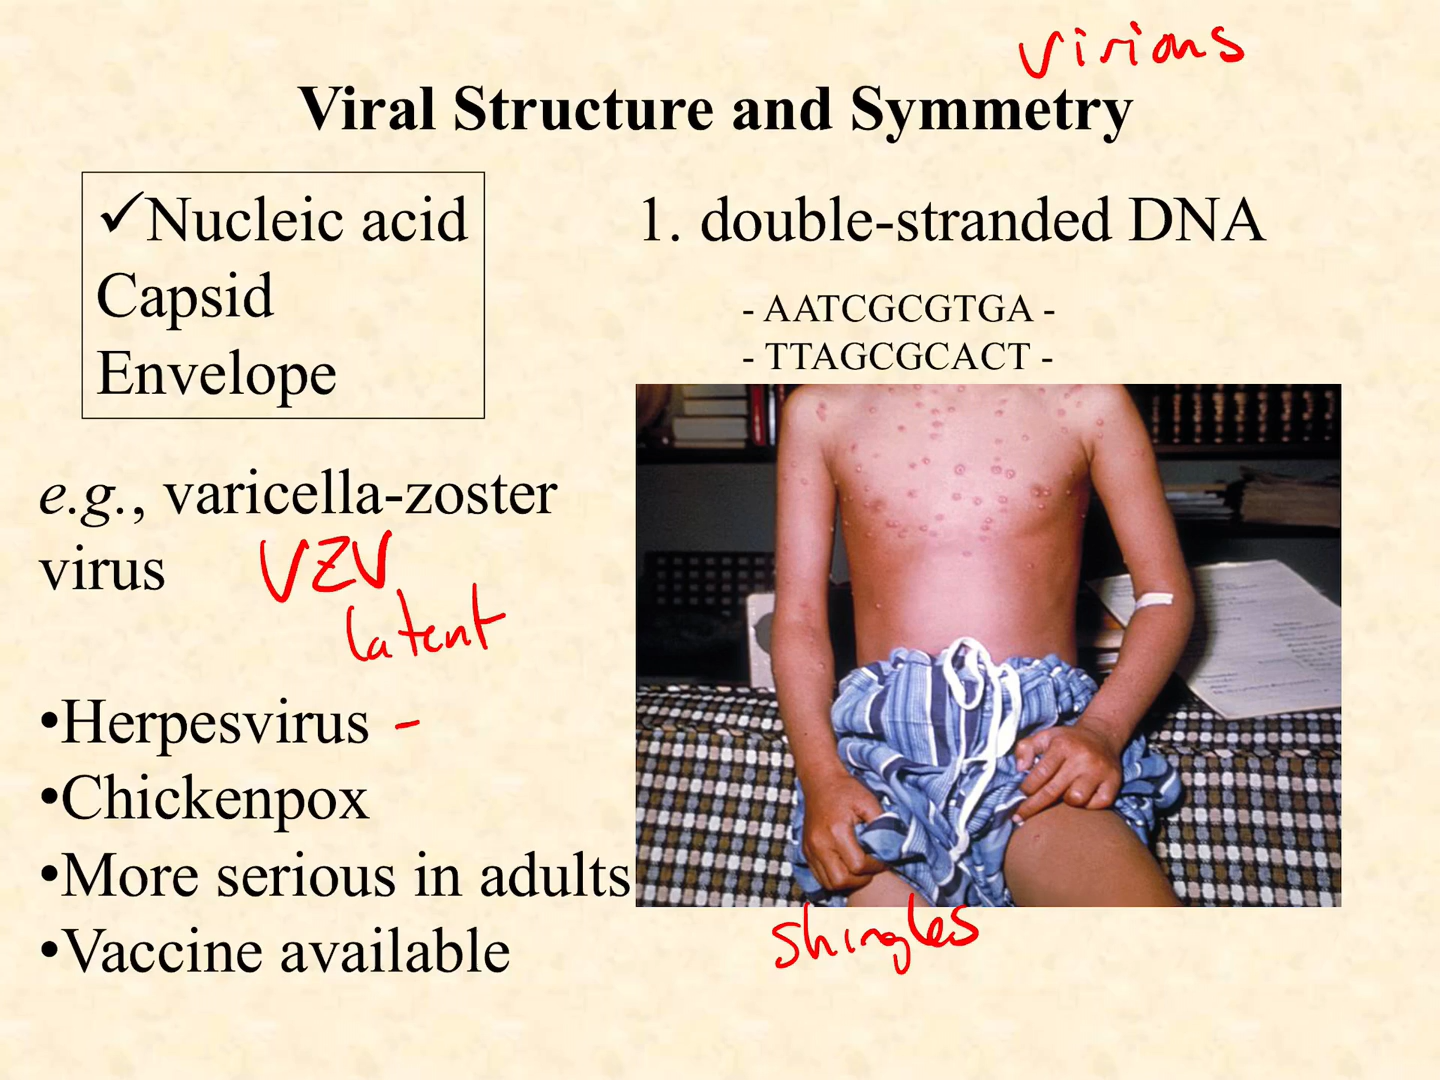 virions
Viral Structure and Symmetry
✓Nucleic acid
Capsid
Envelope
1. double-stranded DNA
- AATCGCGTGA -
- TTAGCGCACT -
e.g., varicella-zoster
virus
VZV
latent
•Herpesvirus -
•Chickenpox
•More serious in adults
•Vaccine available
shingles